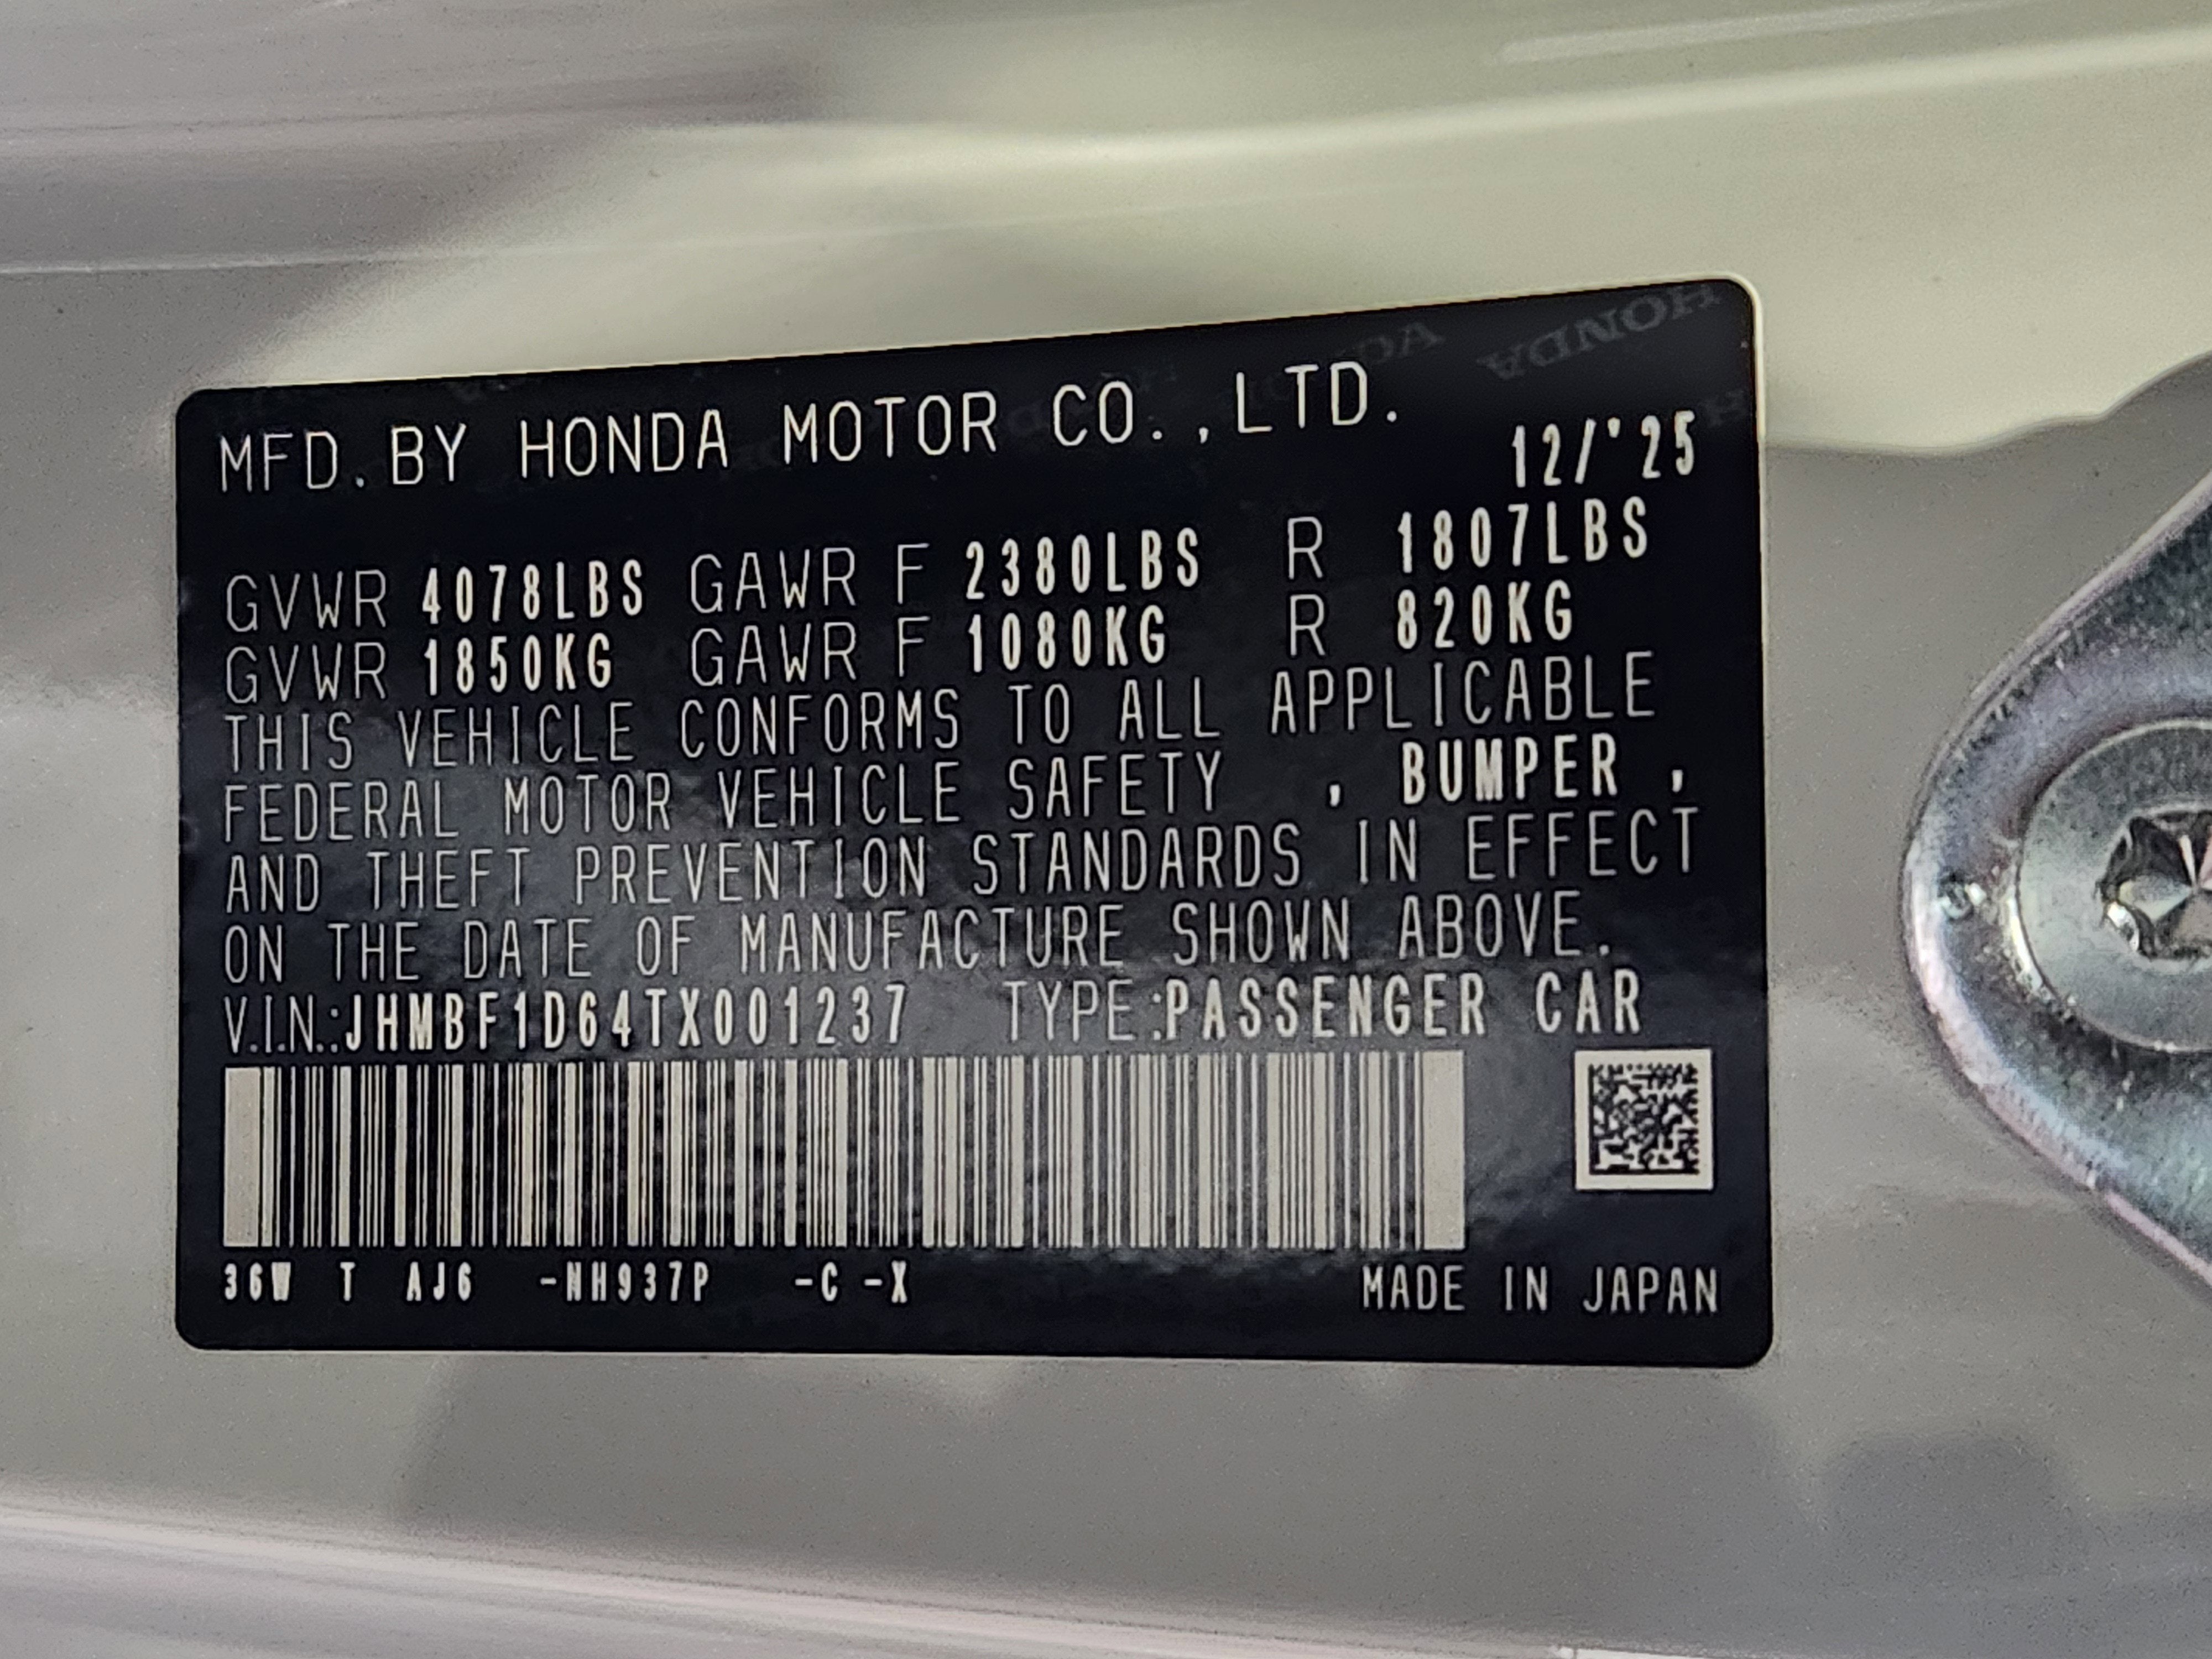 MFD.BY HONDA MOTOR CO.,LTD.
12/'25
GVWR 4078LBS GAWR F 2380LBS R 1807LBS
GVWR 1850KG GAWR F 1080KG R 820KG
THIS VEHICLE CONFORMS TO ALL APPLICABLE
FEDERAL MOTOR VEHICLE SAFETY , BUMPER ,
AND THEFT PREVENTION STANDARDS IN EFFECT
ON THE DATE OF MANUFACTURE SHOWN ABOVE.
V.I.N.:JHMBF1D64TX001237 TYPE:PASSENGER CAR
36W T AJ6 -NH937P -C -X MADE IN JAPAN
HONDA